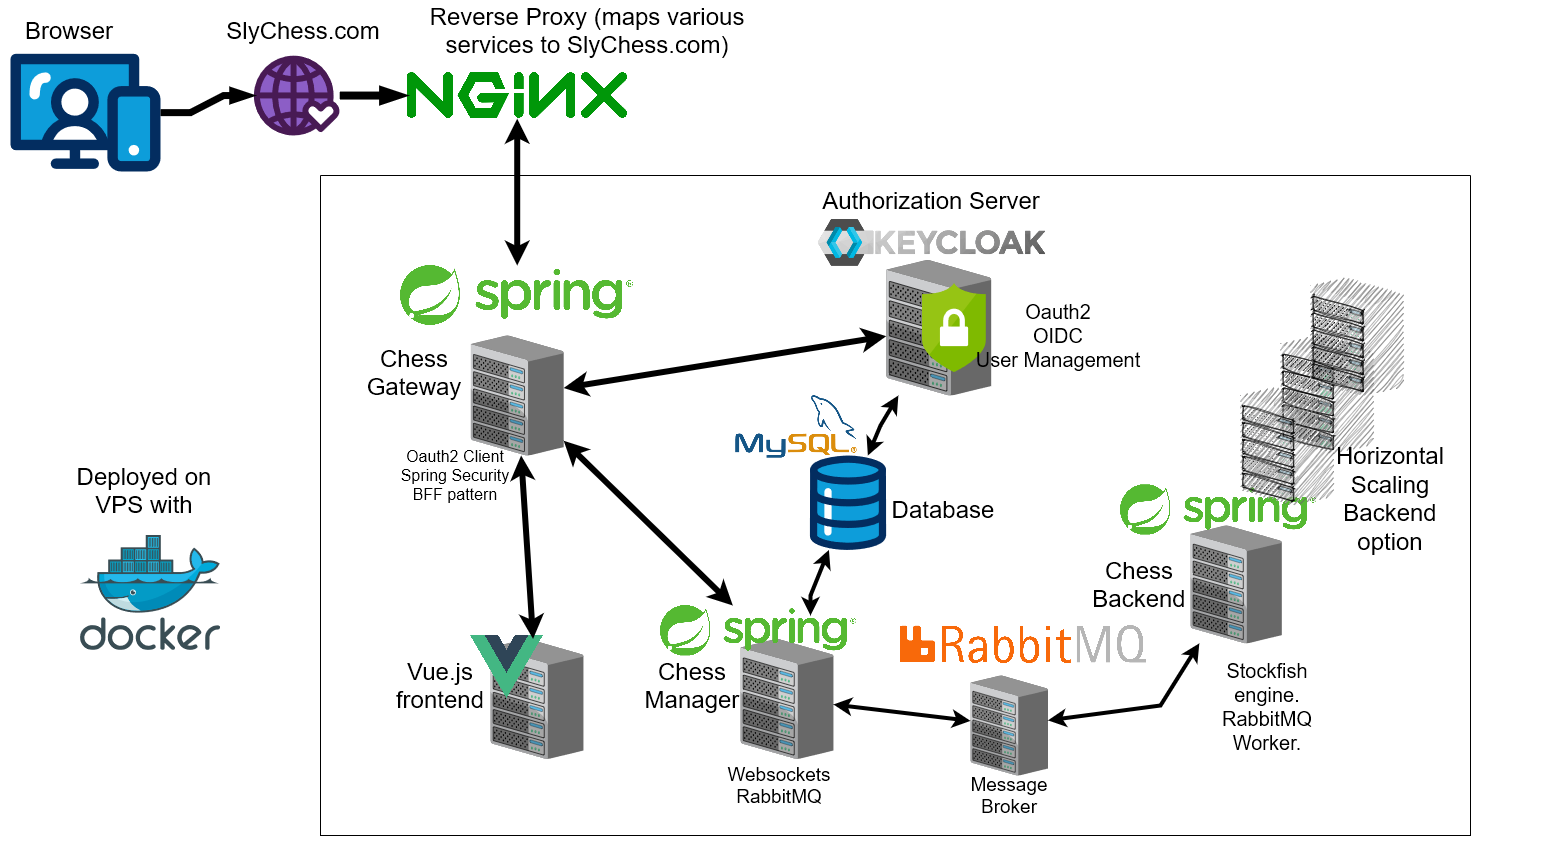 Browser
SlyChess.com
Reverse Proxy (maps various
services to SlyChess.com)
NGiNX
Authorization Server
KEYCLOAK
spring®
Oauth2
OIDC
User Management
Chess
Gateway
Oauth2 Client
Spring Security
BFF pattern
MySQL®
Database
Deployed on
VPS with
docker
Horizontal
Scaling
Backend
option
spring®
Chess
Backend
Stockfish
engine.
RabbitMQ
Worker.
Vue.js
frontend
spring®
Chess
Manager
Websockets
RabbitMQ
RabbitMQ
Message
Broker